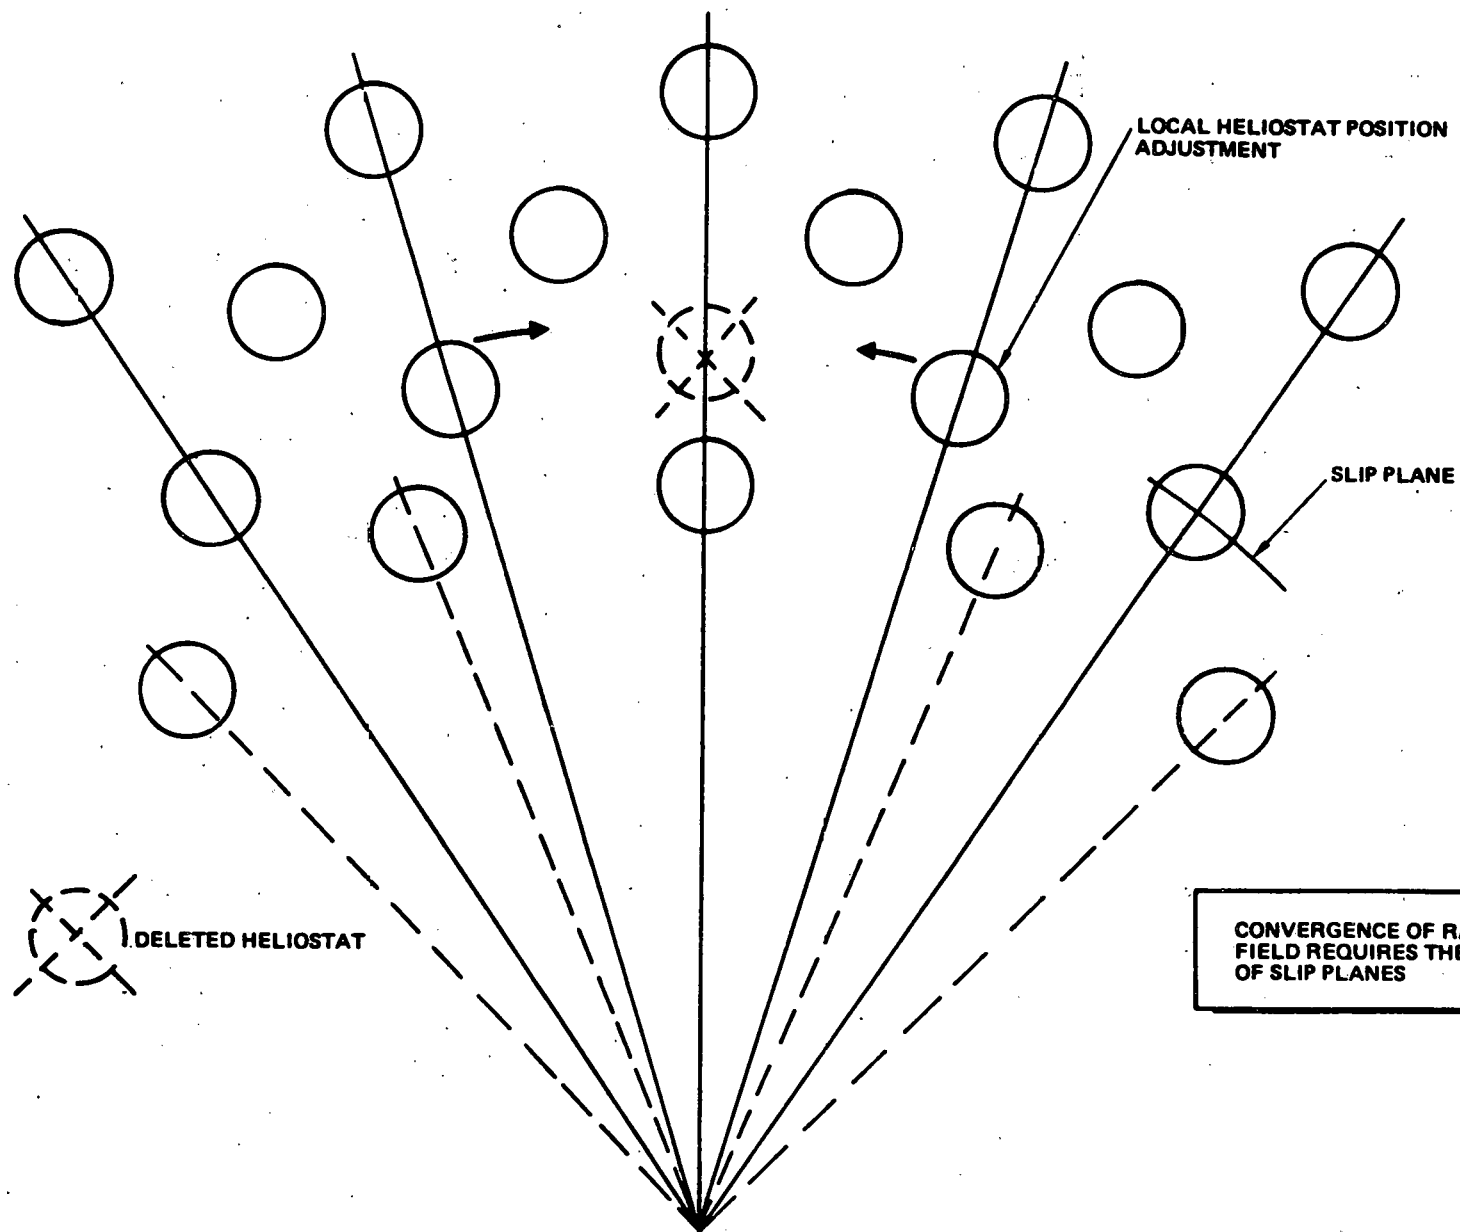 LOCAL HELIOSTAT POSITION
ADJUSTMENT
SLIP PLANE
DELETED HELIOSTAT
CONVERGENCE OF
FIELD REQUIRES THE
OF SLIP PLANES